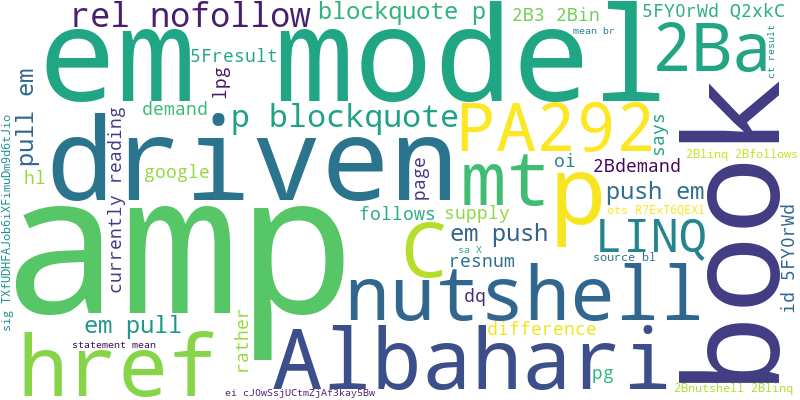 rel nofollow
blockquote p
2B3 2Bin
5FYOrWd Q2xkC
em model
mean br
2Ba
ct result
5Fresult
lpg
em
demand
p blockquote
PA292
says
pull
driven
book
currently reading
google
page
mt
oi
2Bdemand
2Blinq 2Bfollows
hl
p
push em
amp
follows
supply
ots R7ExT6QEX1
C
em push
LINQ
sa X
resnum
source bl
id 5FYOrWd
sig TXfUDHFAJob6iXFimuDm9d6tJio
nutshell
dq
em pull
rather
difference
href
statement mean
Albahari
pg
2Bnutshell 2Blinq
ei cJOwSsjUCtmZjAf3kay5Bw